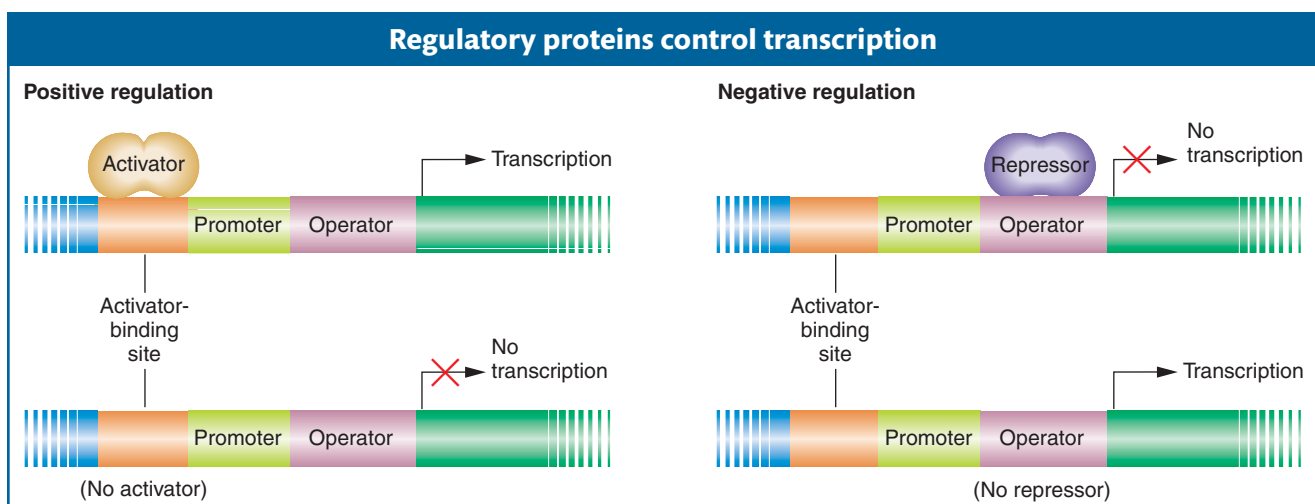 Regulatory proteins control transcription
Positive regulation
Activator
Transcription
Promoter
Operator
Activator-
binding
site
No
transcription
Promoter
Operator
(No activator)
Negative regulation
Repressor
No
transcription
Promoter
Operator
Activator-
binding
site
Transcription
Promoter
Operator
(No repressor)